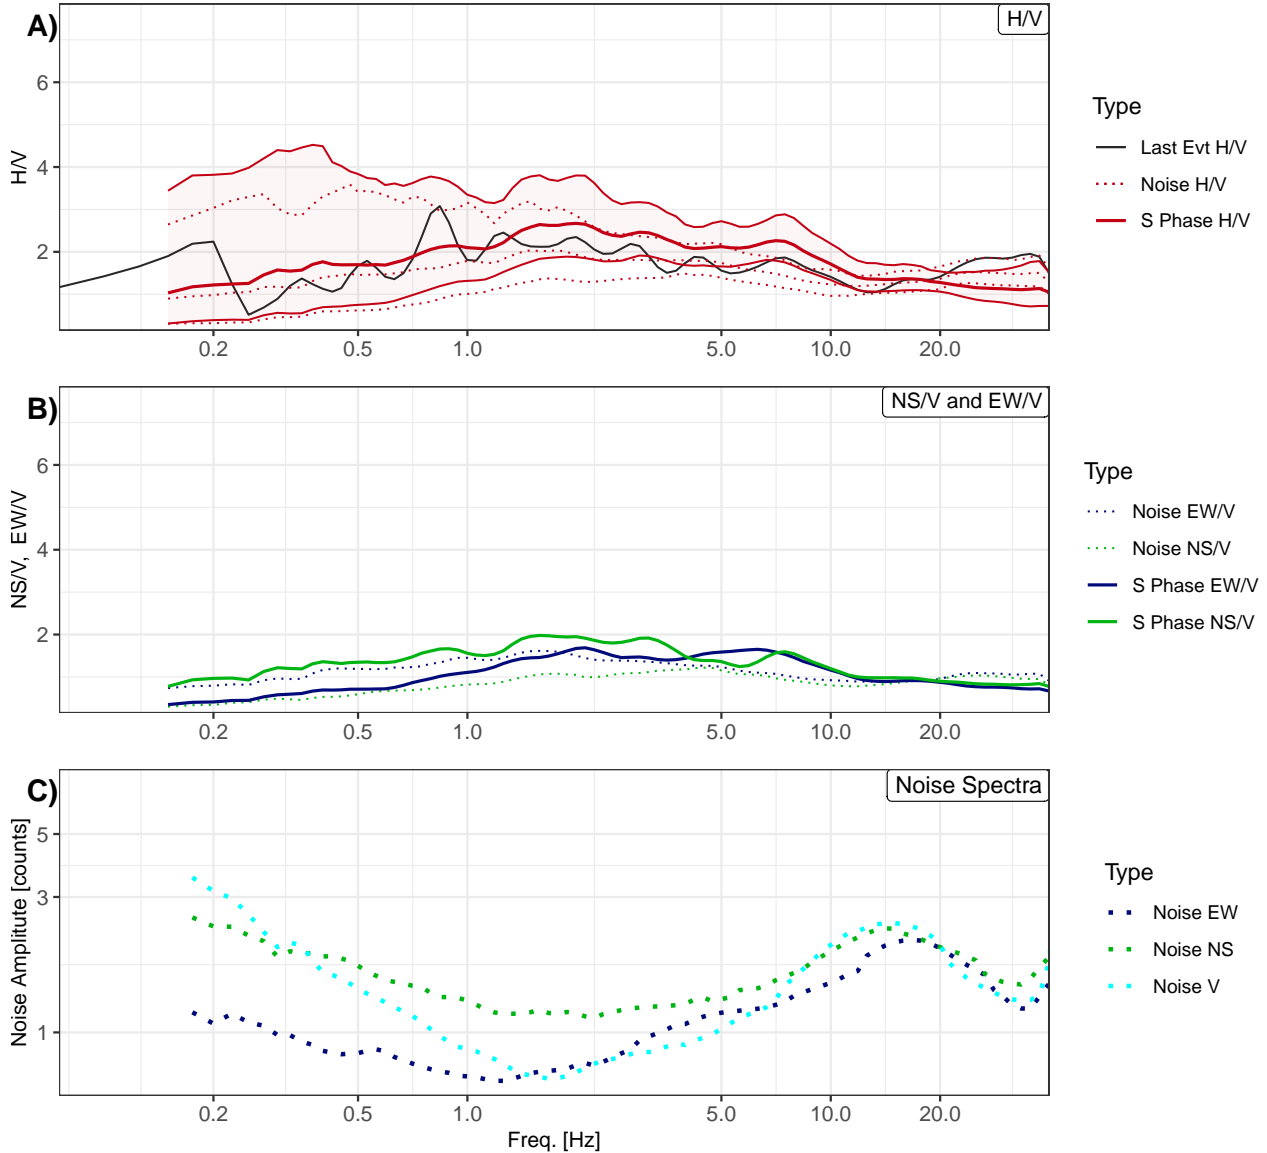 A)
H/V
6
4
2
H/V
0.2 0.5 1.0 5.0 10.0 20.0
Type
Last Evt H/V
Noise H/V
S Phase H/V
B)
NS/V and EW/V
6
4
2
NS/V, EW/V
0.2 0.5 1.0 5.0 10.0 20.0
Type
Noise EW/V
Noise NS/V
S Phase EW/V
S Phase NS/V
C)
Noise Spectra
5
3
1
Noise Amplitude [counts]
0.2 0.5 1.0 5.0 10.0 20.0
Freq. [Hz]
Type
Noise EW
Noise NS
Noise V